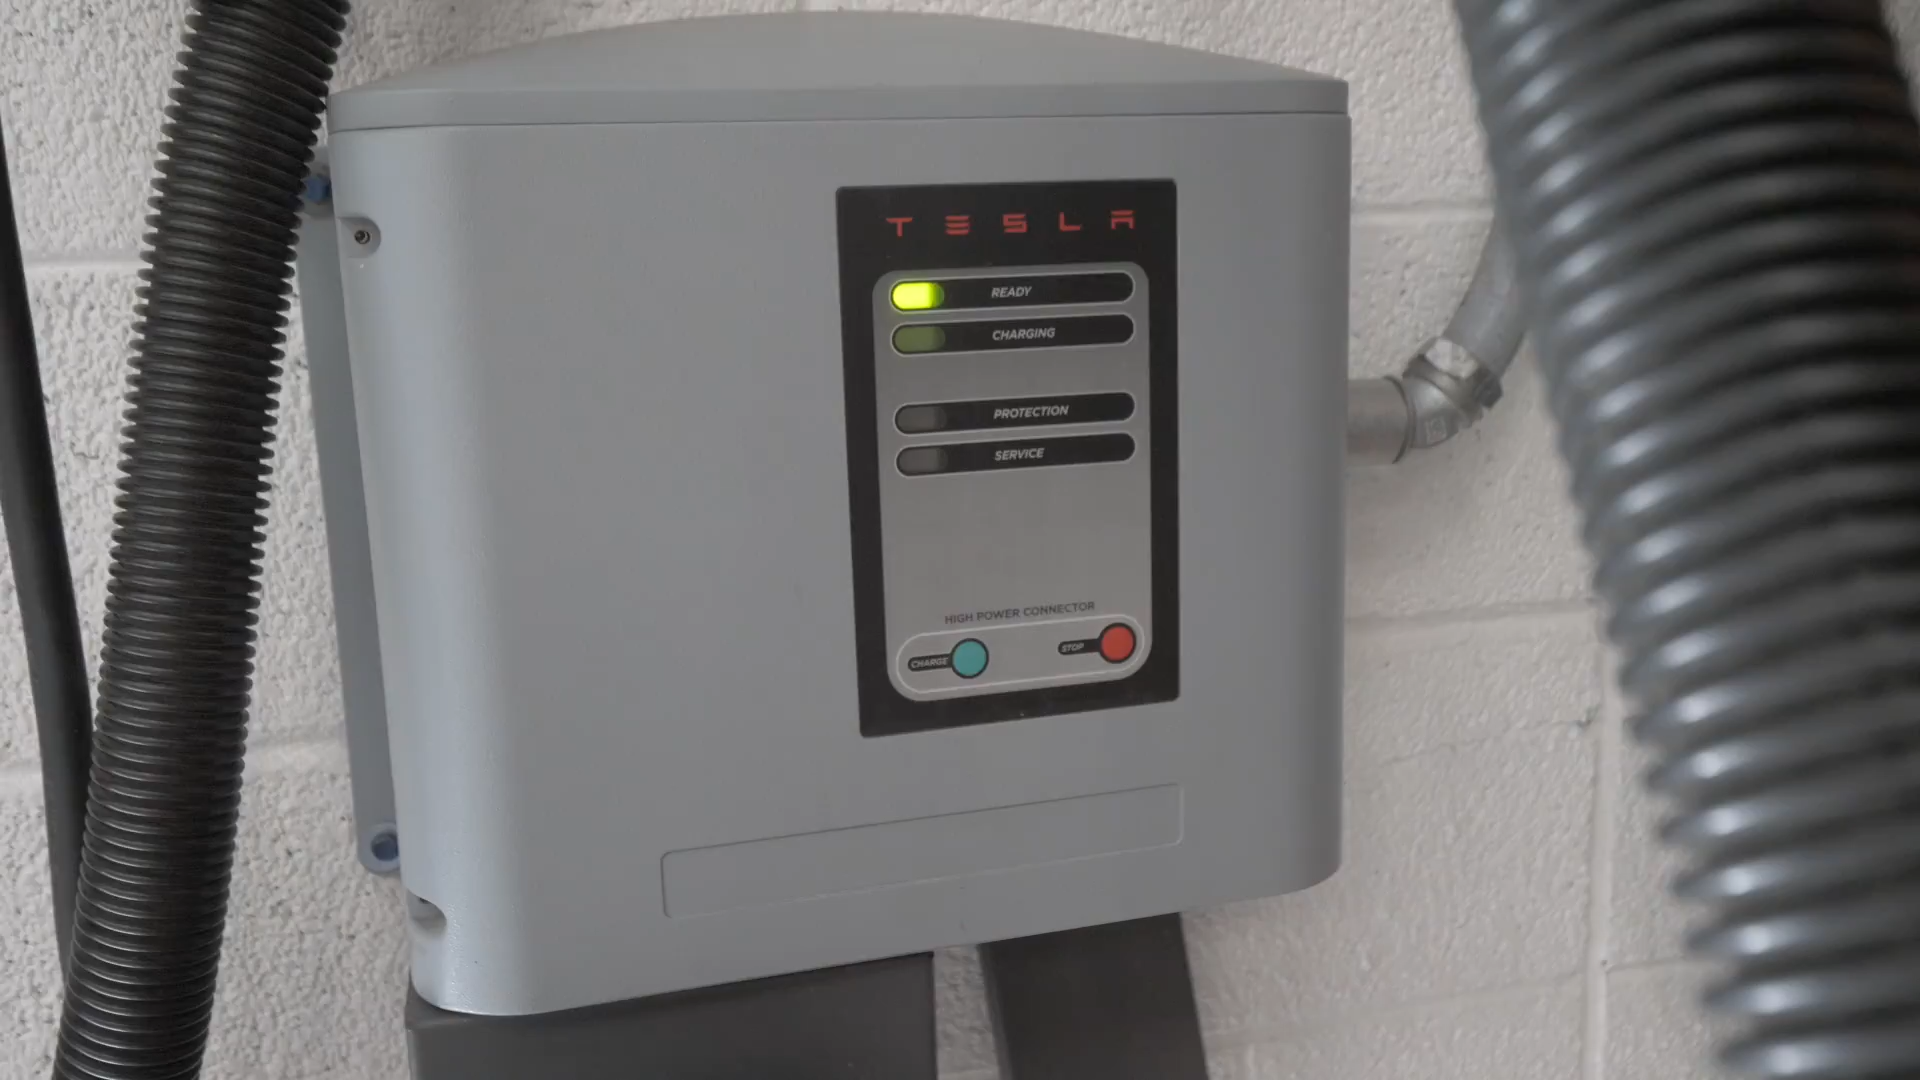 TESLA
READY
CHARGING
PROTECTION
SERVICE
HIGH POWER CONNECTOR
CHARGE
STOP